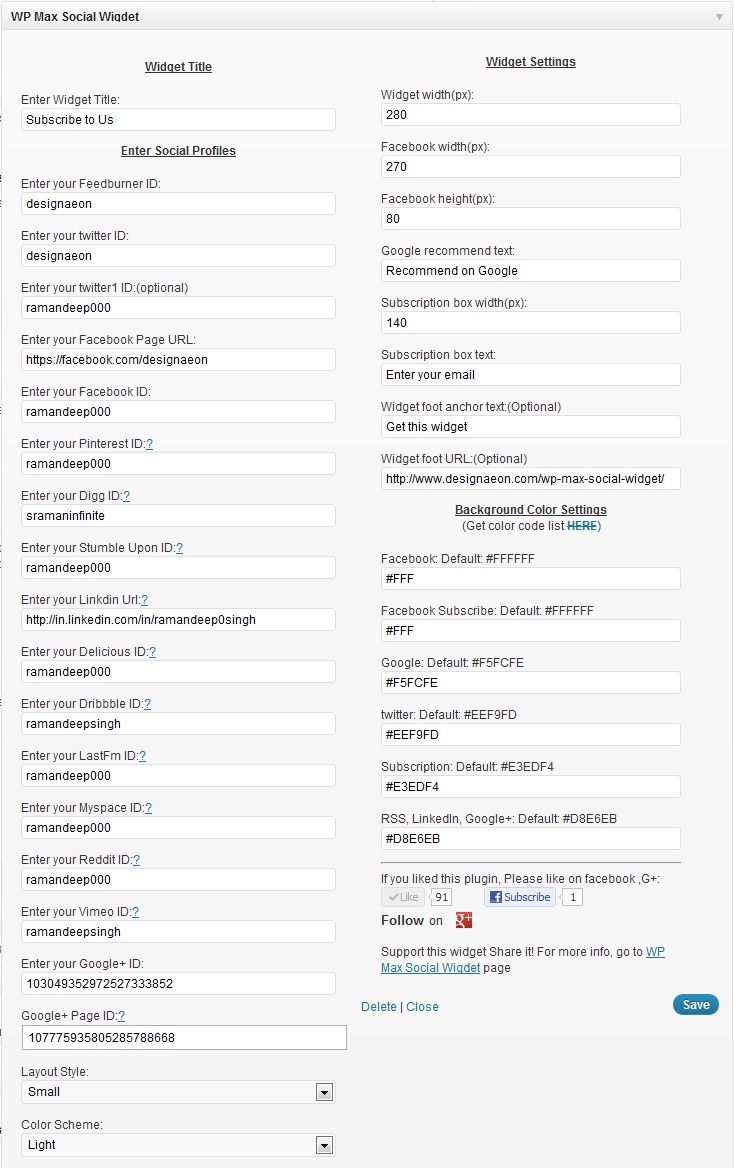 WP Max Social Wigdet
Widget Title
Enter Widget Title:
Subscribe to Us
Enter Social Profiles
Enter your Feedburner ID:
designaeon
Enter your twitter ID:
designaeon
Enter your twitter1 ID:(optional)
ramandeep000
Enter your Facebook Page URL:
https://facebook.com/designaeon
Enter your Facebook ID:
ramandeep000
Enter your Pinterest ID:?
ramandeep000
Enter your Digg ID:?
sramaninfinite
Enter your Stumble Upon ID:?
ramandeep000
Enter your Linkdin Url:?
http://in.linkedin.com/in/ramandeep0singh
Enter your Delicious ID:?
ramandeep000
Enter your Dribbble ID:?
ramandeepsingh
Enter your LastFm ID:?
ramandeep000
Enter your Myspace ID:?
ramandeep000
Enter your Reddit ID:?
ramandeep000
Enter your Vimeo ID:?
ramandeepsingh
Enter your Google+ ID:
103049352972527333852
Google+ Page ID:?
107775935805285788668
Layout Style:
Small
Color Scheme:
Light
Widget Settings
Widget width(px):
280
Facebook width(px):
270
Facebook height(px):
80
Google recommend text:
Recommend on Google
Subscription box width(px):
140
Subscription box text:
Enter your email
Widget foot anchor text:(Optional)
Get this widget
Widget foot URL:(Optional)
http://www.designaeon.com/wp-max-social-widget/
Background Color Settings
(Get color code list HERE)
Facebook: Default: #FFFFFF
#FFF
Facebook Subscribe: Default: #FFFFFF
#FFF
Google: Default: #F5FCFE
#F5FCFE
twitter: Default: #EEF9FD
#EEF9FD
Subscription: Default: #E3EDF4
#E3EDF4
RSS, LinkedIn, Google+: Default: #D8E6EB
#D8E6EB
If you liked this plugin, Please like on facebook ,G+:
Like 91 Subscribe 1
Follow on g+
Support this widget Share it! For more info, go to WP
Max Social Wigdet page
Delete | Close
Save